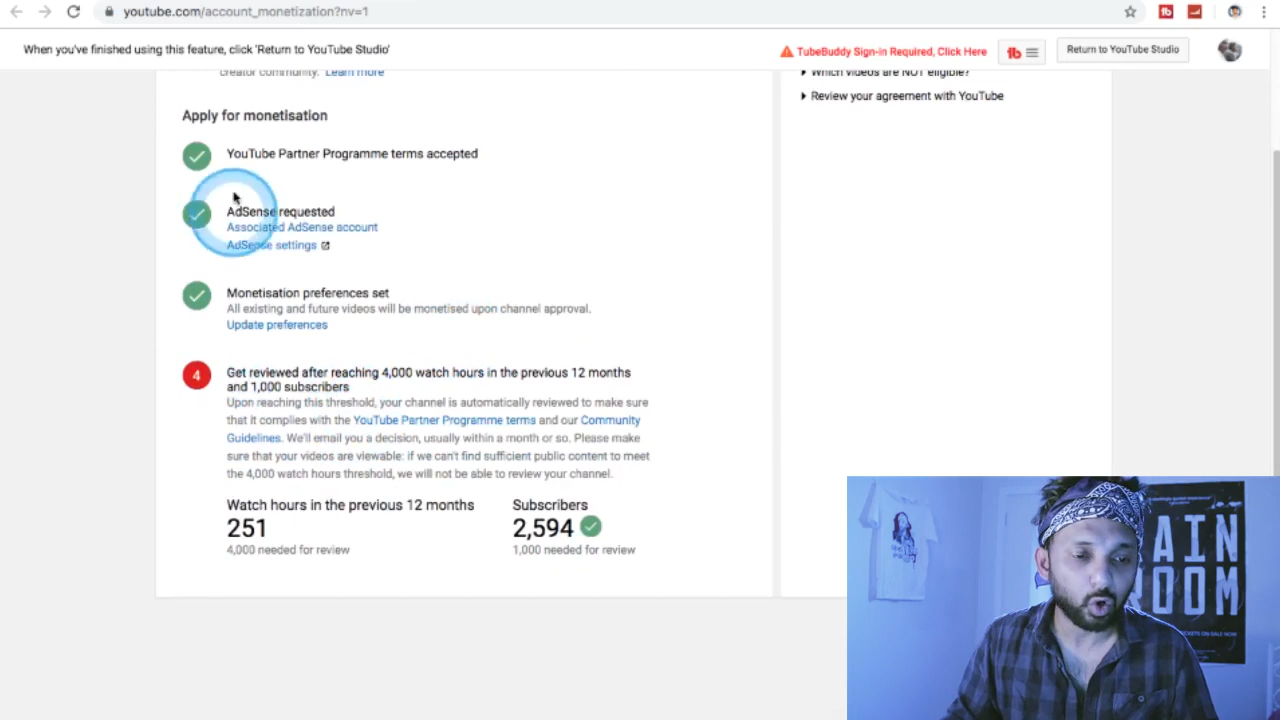 youtube.com/account_monetization?nv=1
When you've finished using this feature, click 'Return to YouTube Studio'
TubeBuddy Sign-in Required, Click Here
tb
Return to YouTube Studio
creator community. Learn more
Which videos are NOT eligible?
Review your agreement with YouTube
Apply for monetisation
YouTube Partner Programme terms accepted
AdSense requested
Associated AdSense account
AdSense settings
Monetisation preferences set
All existing and future videos will be monetised upon channel approval.
Update preferences
4
Get reviewed after reaching 4,000 watch hours in the previous 12 months
and 1,000 subscribers
Upon reaching this threshold, your channel is automatically reviewed to make sure
that it complies with the YouTube Partner Programme terms and our Community
Guidelines. We'll email you a decision, usually within a month or so. Please make
sure that your videos are viewable: if we can't find sufficient public content to meet
the 4,000 watch hours threshold, we will not be able to review your channel.
Watch hours in the previous 12 months
251
4,000 needed for review
Subscribers
2,594
1,000 needed for review
AIN
ROOM
TICKETS ON SALE NOW